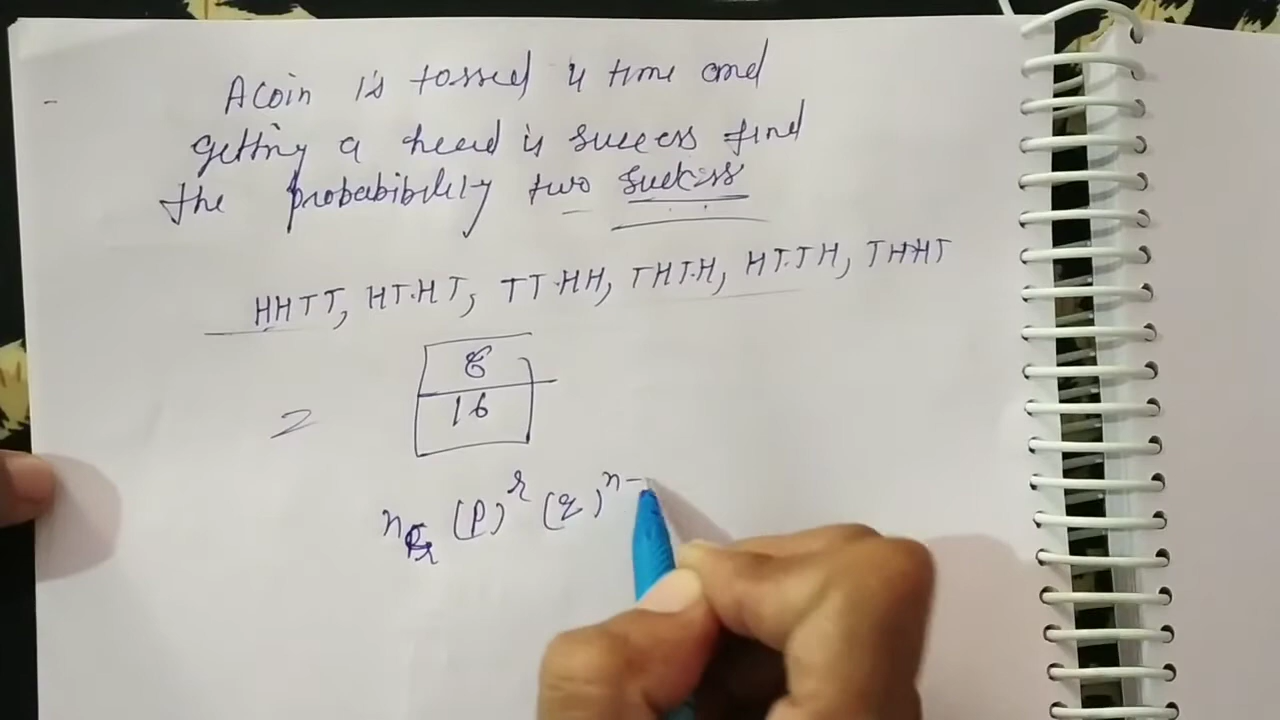 A coin is tossed 4 time and
getting a head is success find
the probability two success
HHTT, HTHT, TTHH, THTH, HTTH, THHT
= 6
16
nCr (p)^r (q)^n-